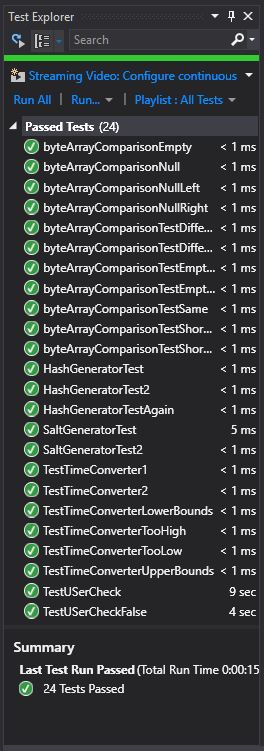 Test Explorer
Search
Streaming Video: Configure continuous
Run All | Run... | Playlist : All Tests
Passed Tests (24)
byteArrayComparisonEmpty < 1 ms
byteArrayComparisonNull < 1 ms
byteArrayComparisonNullLeft < 1 ms
byteArrayComparisonNullRight < 1 ms
byteArrayComparisonTestDiffe... < 1 ms
byteArrayComparisonTestDiffe... < 1 ms
byteArrayComparisonTestEmpt... < 1 ms
byteArrayComparisonTestEmpt... < 1 ms
byteArrayComparisonTestSame < 1 ms
byteArrayComparisonTestShor... < 1 ms
byteArrayComparisonTestShor... < 1 ms
HashGeneratorTest < 1 ms
HashGeneratorTest2 < 1 ms
HashGeneratorTestAgain < 1 ms
SaltGeneratorTest 5 ms
SaltGeneratorTest2 < 1 ms
TestTimeConverter1 < 1 ms
TestTimeConverter2 < 1 ms
TestTimeConverterLowerBounds < 1 ms
TestTimeConverterTooHigh < 1 ms
TestTimeConverterTooLow < 1 ms
TestTimeConverterUpperBounds < 1 ms
TestUSerCheck 9 sec
TestUSerCheckFalse 4 sec
Summary
Last Test Run Passed (Total Run Time 0:00:15
24 Tests Passed